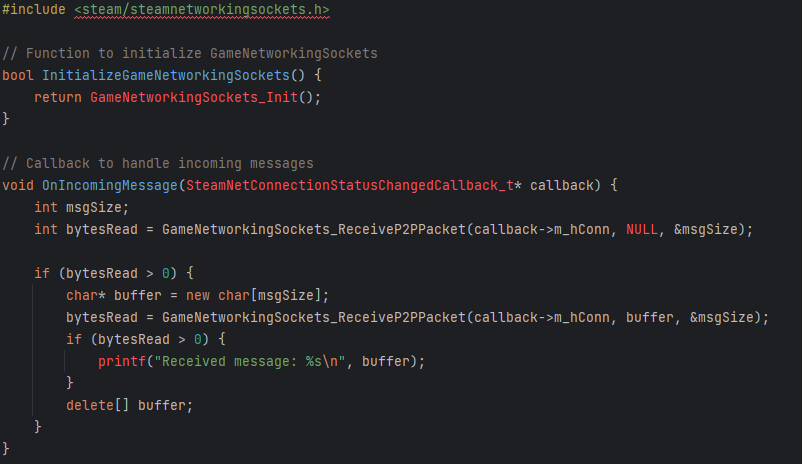 #include <steam/steamnetworkingsockets.h>
// Function to initialize GameNetworkingSockets
bool InitializeGameNetworkingSockets() {
    return GameNetworkingSockets_Init();
}
// Callback to handle incoming messages
void OnIncomingMessage(SteamNetConnectionStatusChangedCallback_t* callback) {
    int msgSize;
    int bytesRead = GameNetworkingSockets_ReceiveP2PPacket(callback->m_hConn, NULL, &msgSize);
    if (bytesRead > 0) {
        char* buffer = new char[msgSize];
        bytesRead = GameNetworkingSockets_ReceiveP2PPacket(callback->m_hConn, buffer, &msgSize);
        if (bytesRead > 0) {
            printf("Received message: %s\n", buffer);
        }
        delete[] buffer;
    }
}